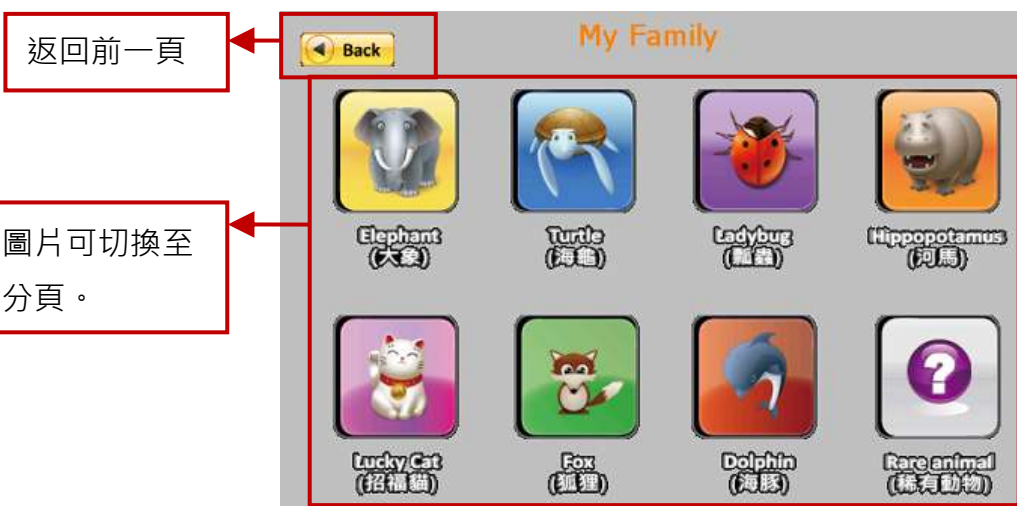 返回前一頁
Back
My Family
圖片可切換至
分頁。
Elephant
(大象)
Turtle
(海龜)
Ladybug
(瓢蟲)
Hippopotamus
(河馬)
Lucky Cat
(招福貓)
Fox
(狐狸)
Dolphin
(海豚)
Rare animal
(稀有動物)